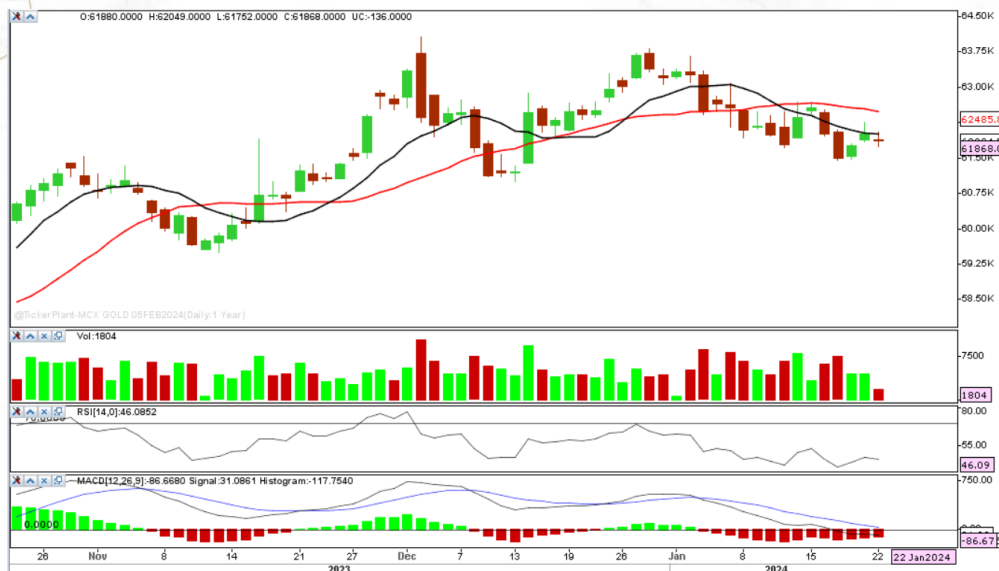 O:61880.0000 H:62049.0000 L:61752.0000 C:61868.0000 UC:-136.0000
64.50K
63.75K
63.00K
62485.8
61868.0
61.50K
60.75K
60.00K
59.25K
58.50K
@TickerPlant-MCX GOLD 05FEB2024(Daily:1 Year)
Vol:1804
7500
1804
RSI[14,0]:46.0852
70.0000
80.00
55.00
46.09
MACD[12,26,9]:-86.6680 Signal:31.0861 Histogram:-117.7540
750.00
0.0000
-86.67
26 Nov 7 14 21 27 Dec 7 13 19 26 Jan 8 15 22 22Jan2024
2023 2024